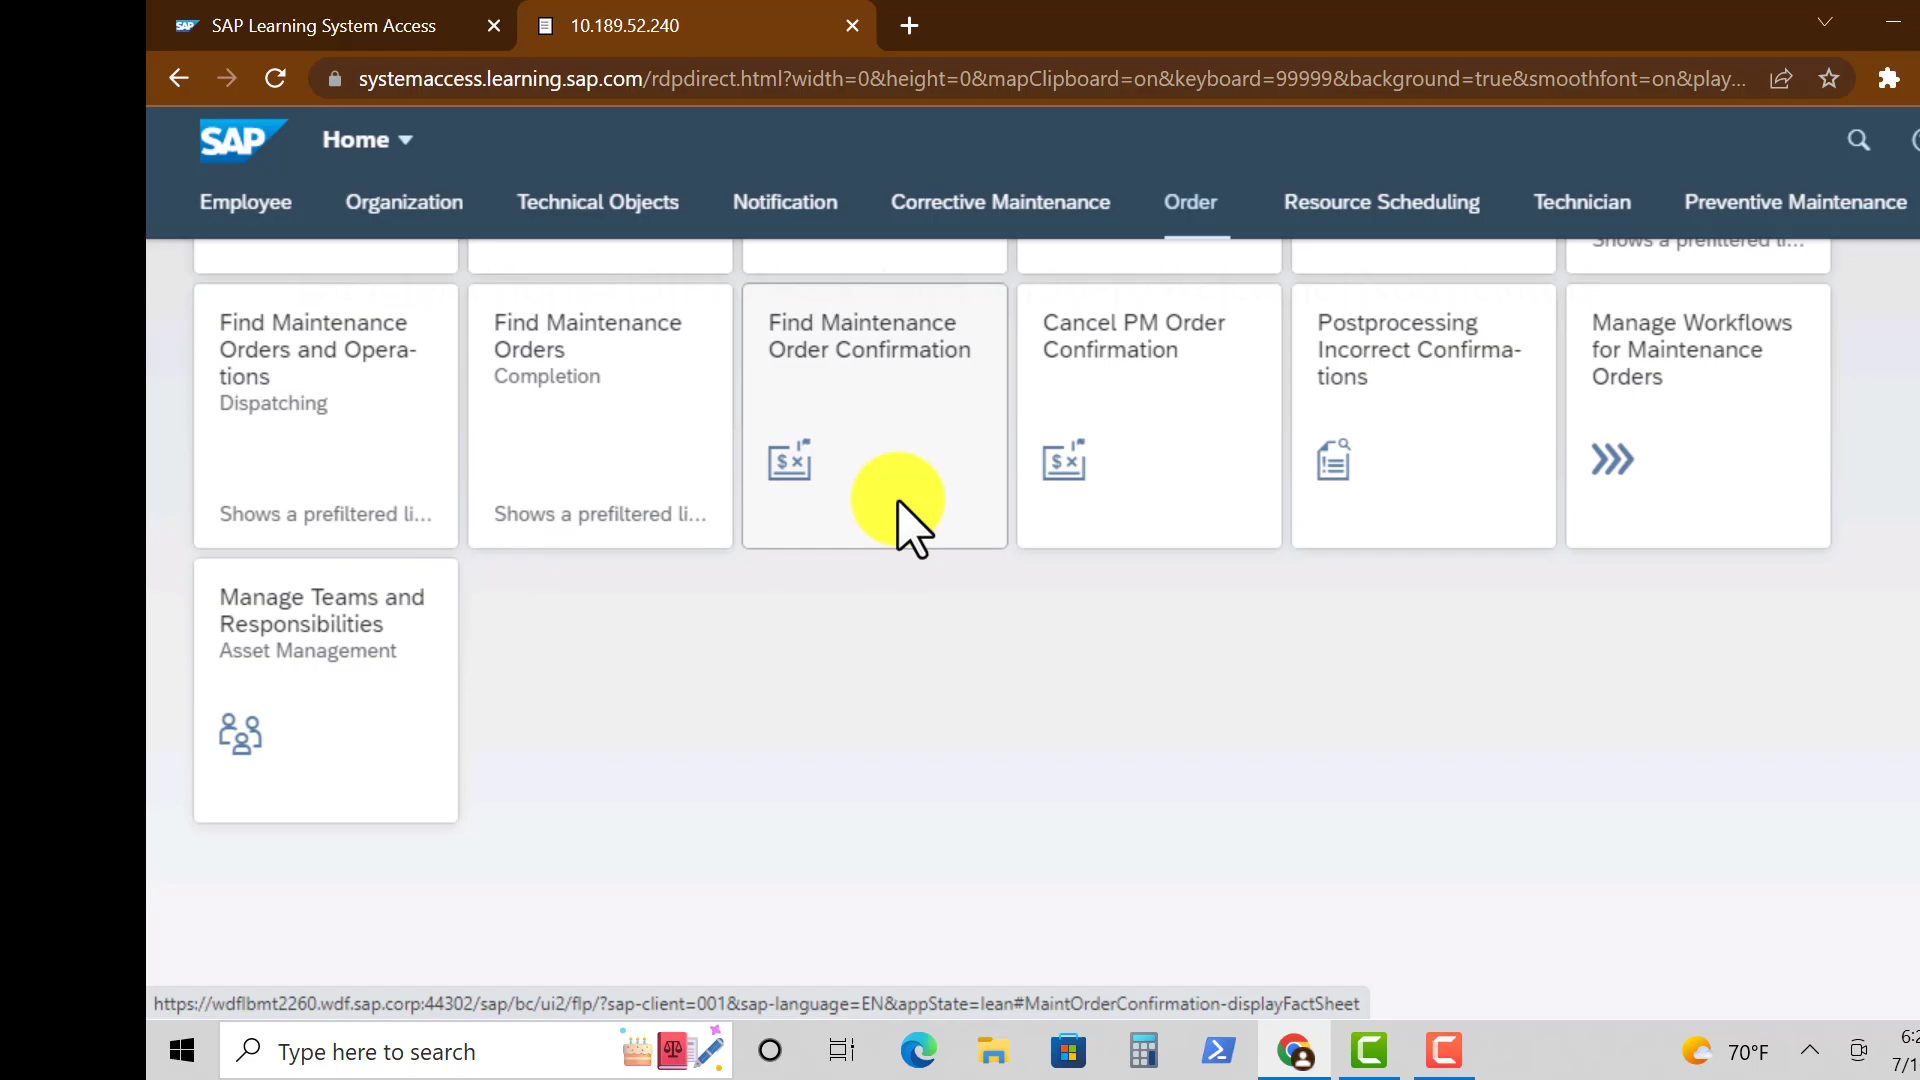 SAP SAP Learning System Access
10.189.52.240
systemaccess.learning.sap.com/rdpdirect.html?width=0&height=0&mapClipboard=on&keyboard=99999&background=true&smoothfont=on&play...
SAP Home
Employee Organization Technical Objects Notification Corrective Maintenance Order Resource Scheduling Technician Preventive Maintenance
Shows a prefiltered li...
Find Maintenance
Orders and Opera-
tions
Dispatching
Shows a prefiltered li...
Find Maintenance
Orders
Completion
Shows a prefiltered li...
Find Maintenance
Order Confirmation
Cancel PM Order
Confirmation
Postprocessing
Incorrect Confirma-
tions
Manage Workflows
for Maintenance
Orders
Manage Teams and
Responsibilities
Asset Management
https://wdflbmt2260.wdf.sap.corp:44302/sap/bc/ui2/flp/?sap-client=001&sap-language=EN&appState=lean#MaintOrderConfirmation-displayFactSheet
Type here to search
70°F